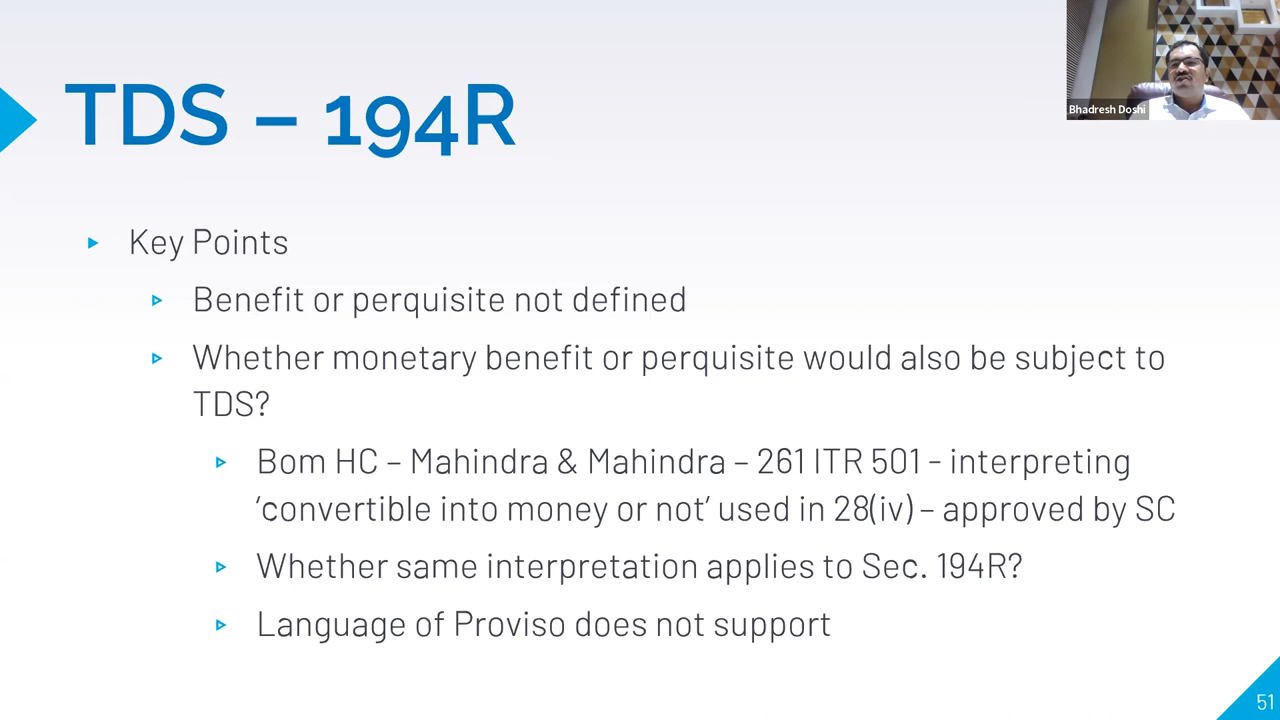 Bhadresh Doshi
TDS – 194R
Key Points
Benefit or perquisite not defined
Whether monetary benefit or perquisite would also be subject to
TDS?
Bom HC – Mahindra & Mahindra – 261 ITR 501 - interpreting
‘convertible into money or not’ used in 28(iv) – approved by SC
Whether same interpretation applies to Sec. 194R?
Language of Proviso does not support
51